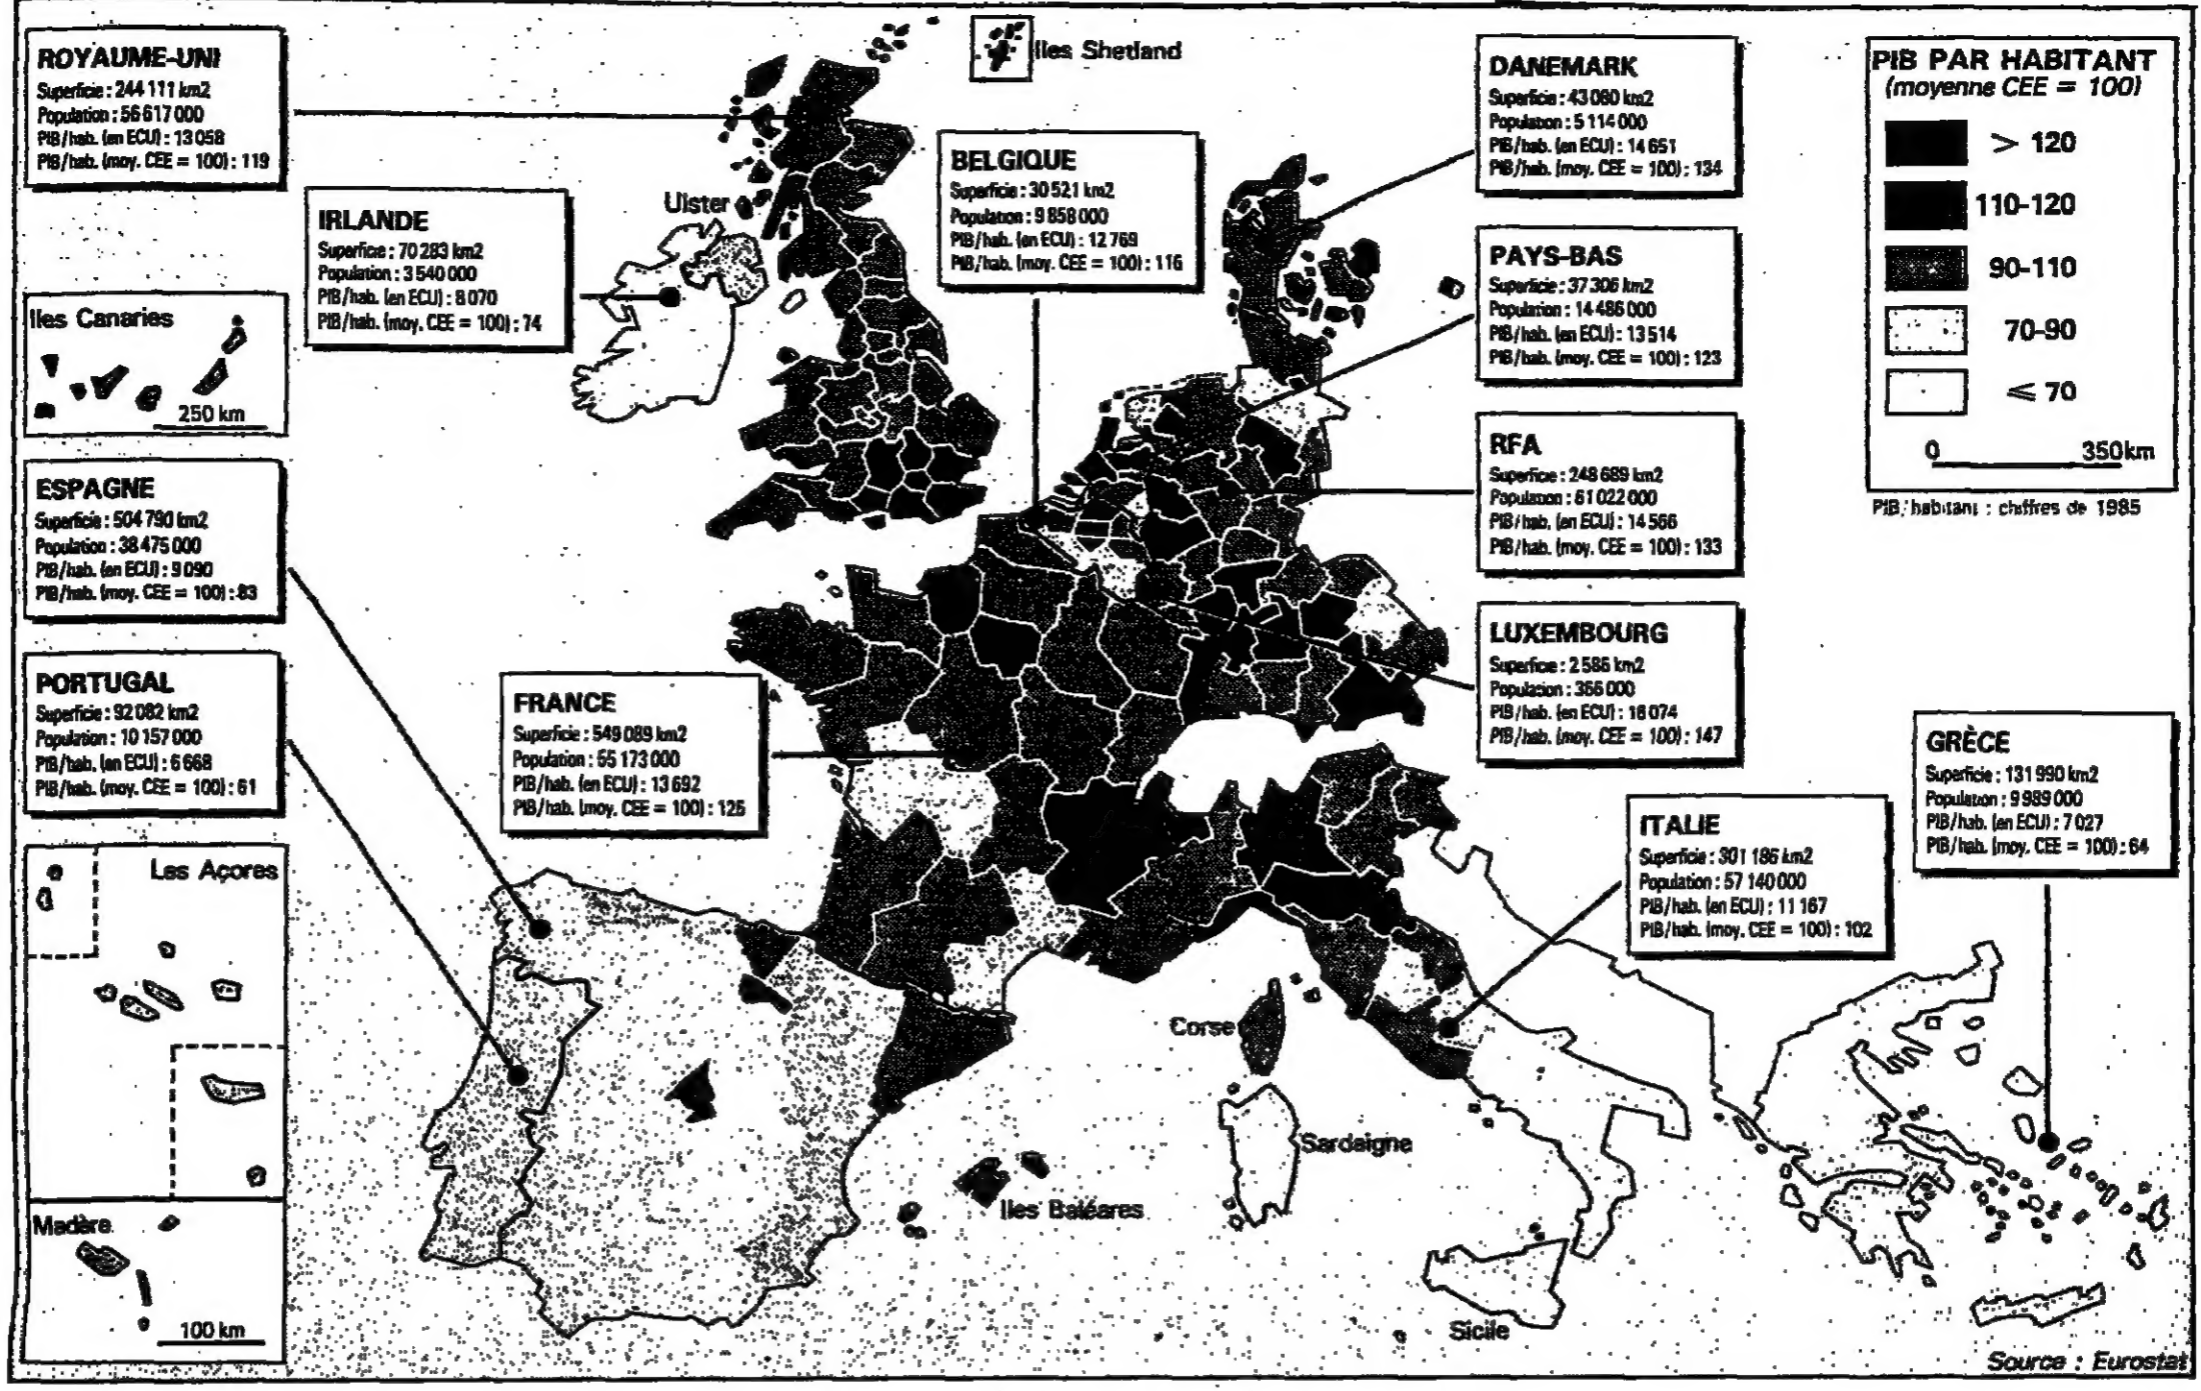 ROYAUME-UNI
Superficie : 244 111 km2
Population : 56 617 000
PIB/hab. (en ECU) : 13 058
PIB/hab. (moy. CEE = 100) : 119
Iles Shetland
DANEMARK
Superficie : 43 080 km2
Population : 5 114 000
PIB/hab. (en ECU) : 14 651
PIB/hab. (moy. CEE = 100) : 134
PIB PAR HABITANT
(moyenne CEE = 100)
> 120
110-120
90-110
70-90
≤ 70
0 350km
PIB/habitant : chiffres de 1985
BELGIQUE
Superficie : 30 521 km2
Population : 9 858 000
PIB/hab. (en ECU) : 12 769
PIB/hab. (moy. CEE = 100) : 116
Ulster
IRLANDE
Superficie : 70 283 km2
Population : 3 540 000
PIB/hab. (en ECU) : 8 070
PIB/hab. (moy. CEE = 100) : 74
PAYS-BAS
Superficie : 37 306 km2
Population : 14 486 000
PIB/hab. (en ECU) : 13 514
PIB/hab. (moy. CEE = 100) : 123
Iles Canaries
250 km
RFA
Superficie : 248 689 km2
Population : 61 022 000
PIB/hab. (en ECU) : 14 566
PIB/hab. (moy. CEE = 100) : 133
ESPAGNE
Superficie : 504 790 km2
Population : 38 475 000
PIB/hab. (en ECU) : 9 090
PIB/hab. (moy. CEE = 100) : 83
LUXEMBOURG
Superficie : 2 586 km2
Population : 366 000
PIB/hab. (en ECU) : 16 074
PIB/hab. (moy. CEE = 100) : 147
PORTUGAL
Superficie : 92 082 km2
Population : 10 157 000
PIB/hab. (en ECU) : 6 668
PIB/hab. (moy. CEE = 100) : 61
FRANCE
Superficie : 549 089 km2
Population : 55 173 000
PIB/hab. (en ECU) : 13 692
PIB/hab. (moy. CEE = 100) : 125
GRÈCE
Superficie : 131 990 km2
Population : 9 989 000
PIB/hab. (en ECU) : 7 027
PIB/hab. (moy. CEE = 100) : 64
ITALIE
Superficie : 301 186 km2
Population : 57 140 000
PIB/hab. (en ECU) : 11 167
PIB/hab. (moy. CEE = 100) : 102
Les Açores
Corse
Sardaigne
Iles Baléares
Madère
100 km
Sicile
Source : Eurostat